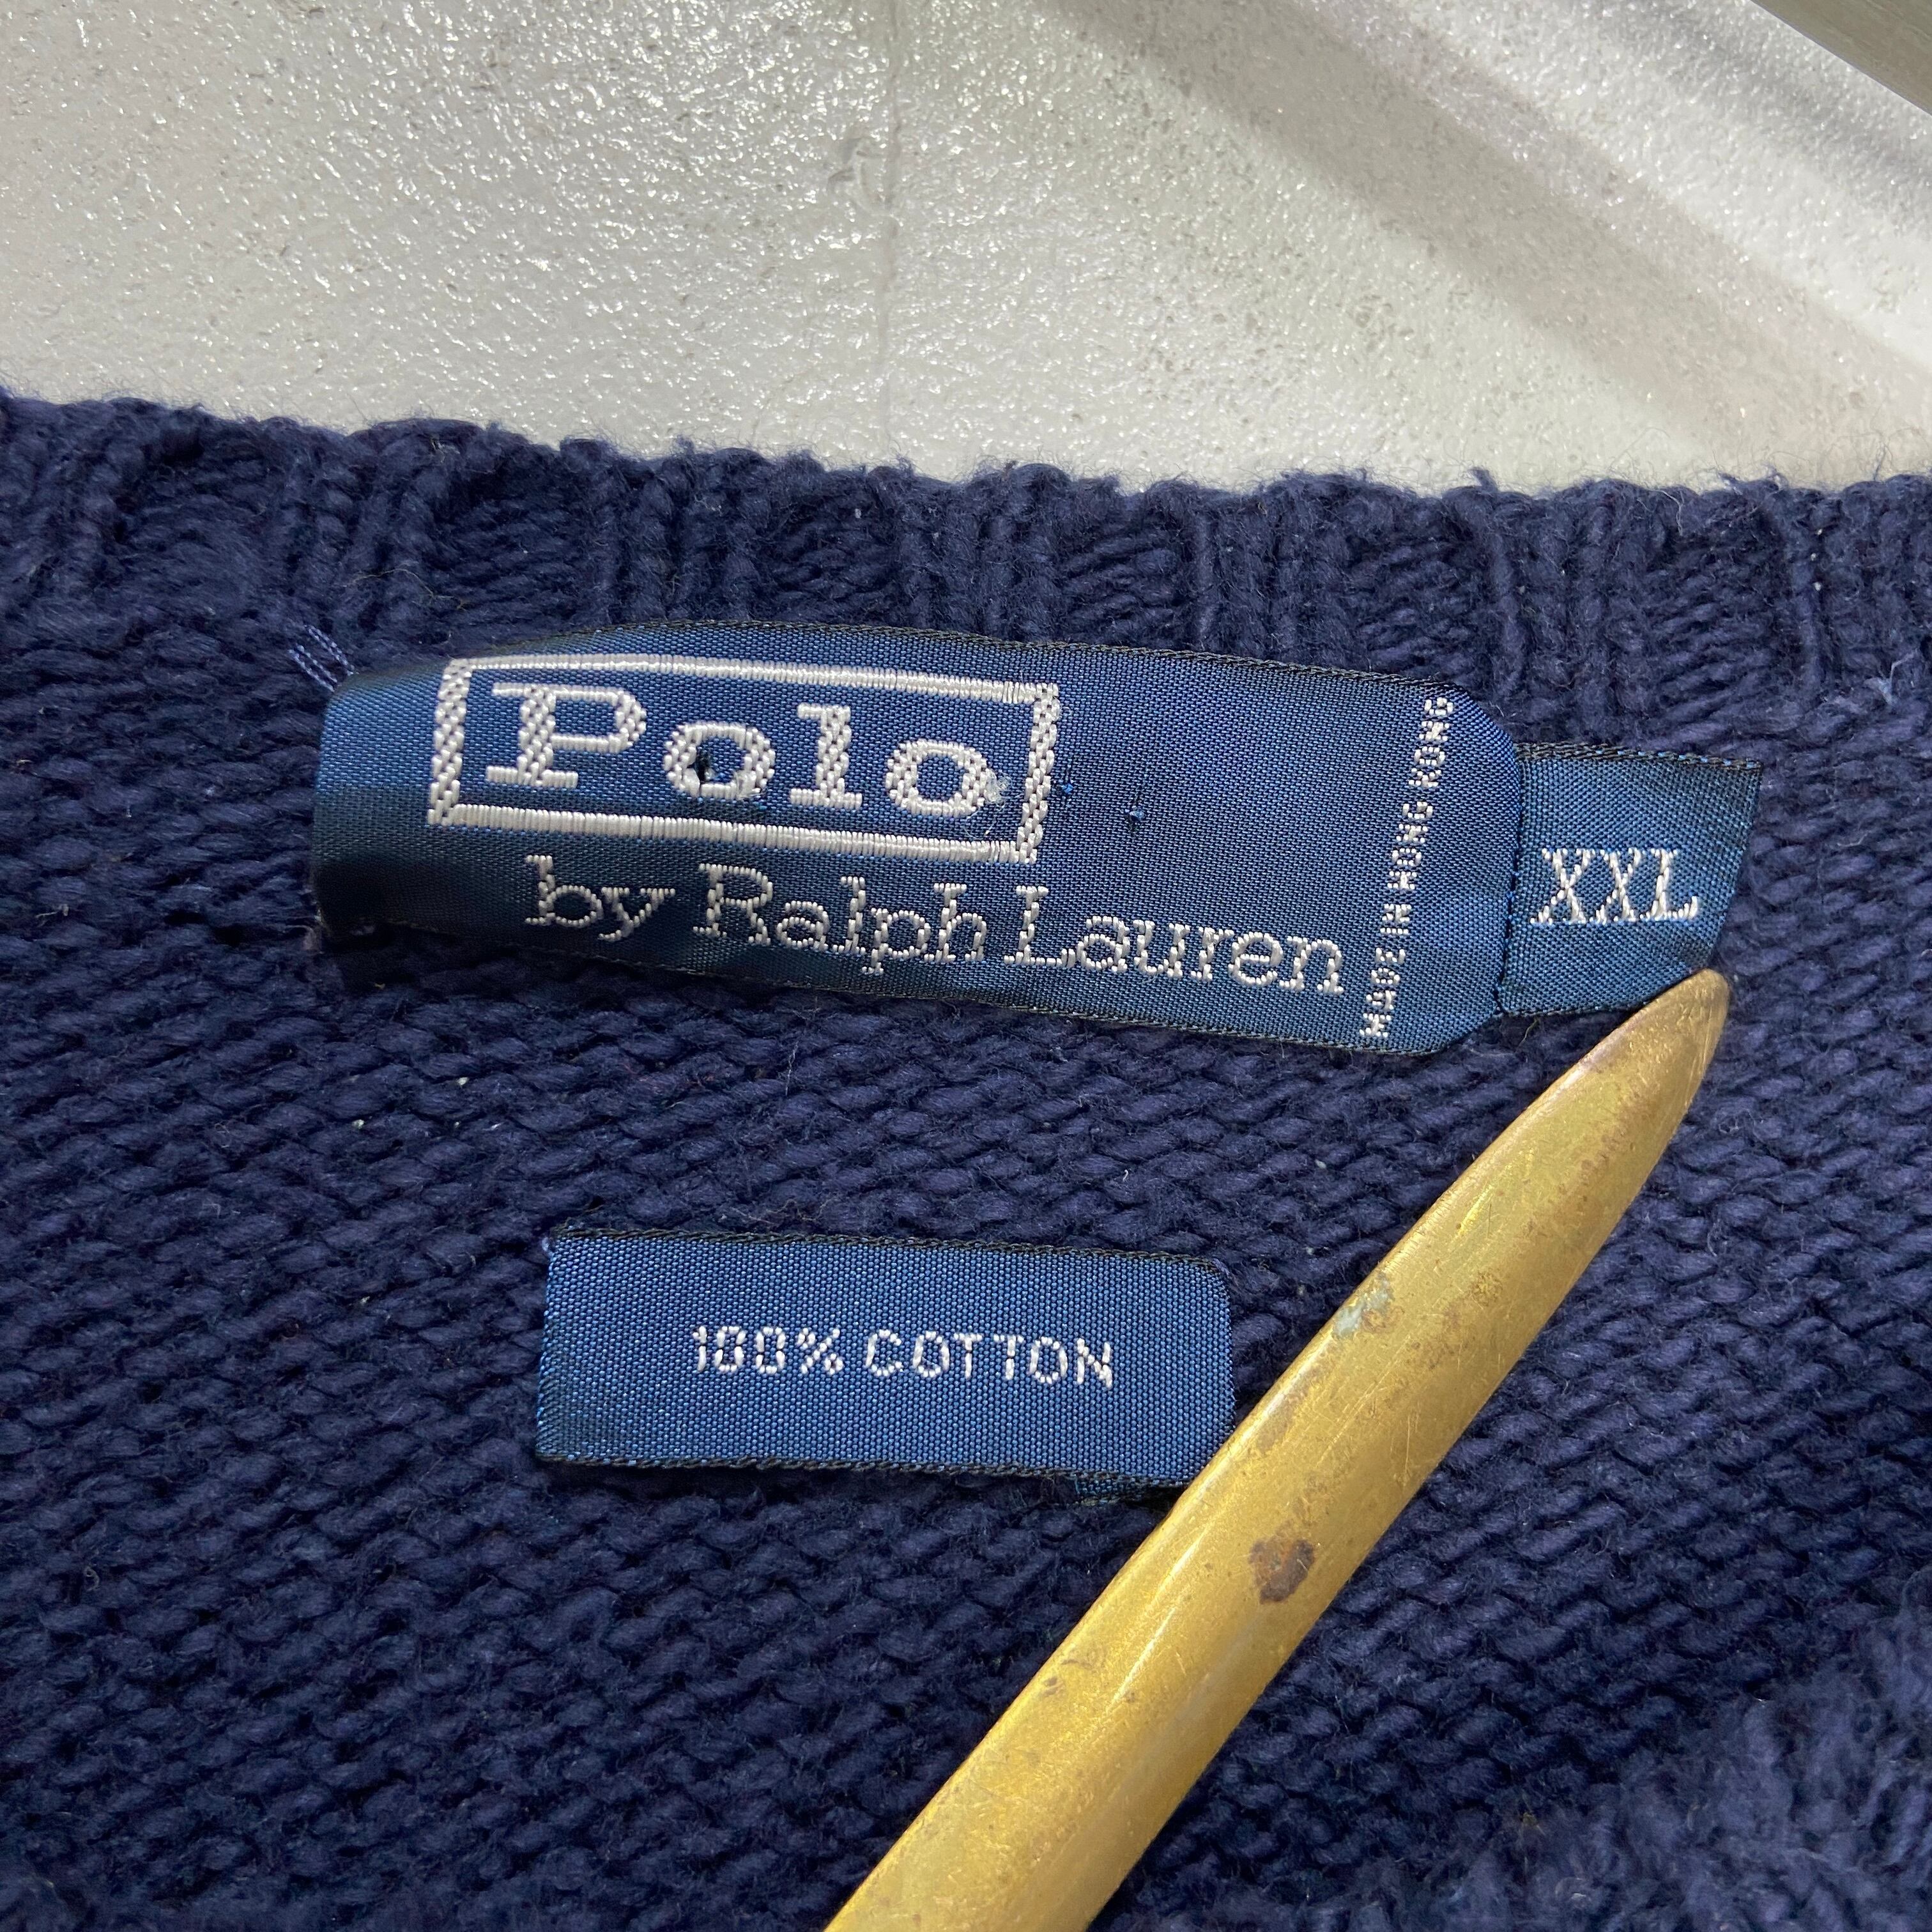 Polo
by Ralph Lauren
MADE IN HONG KONG
XXL
100% COTTON